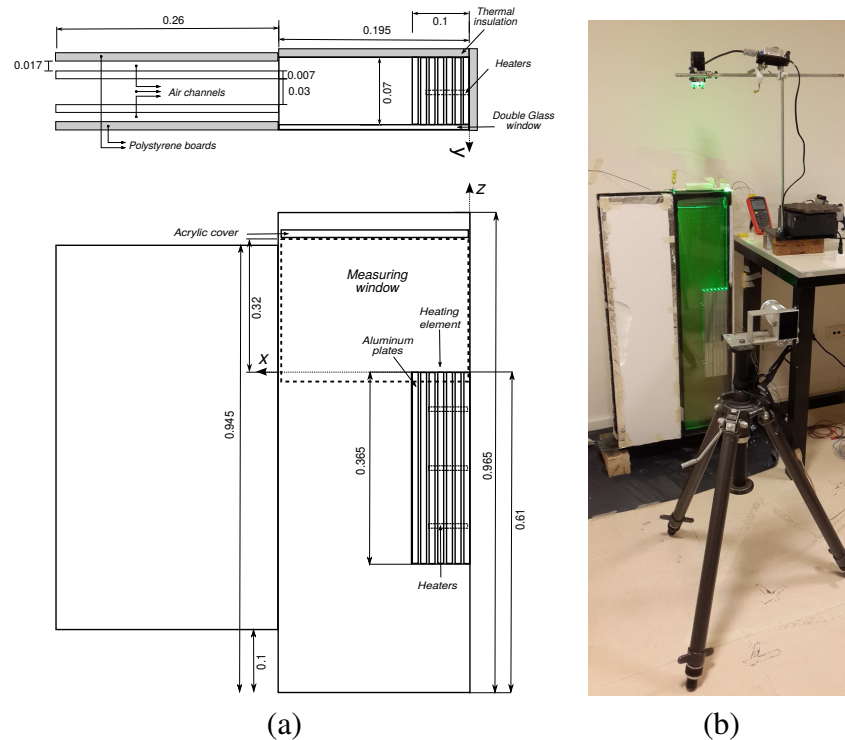 0.26
0.1
Thermal
insulation
0.195
0.017
0.007
0.03
Air channels
0.07
Heaters
Double Glass
window
Polystyrene boards
y
z
Acrylic cover
Measuring
window
0.32
Heating
element
Aluminum
plates
x
0.945
0.365
0.965
0.61
Heaters
0.1
(a)
(b)